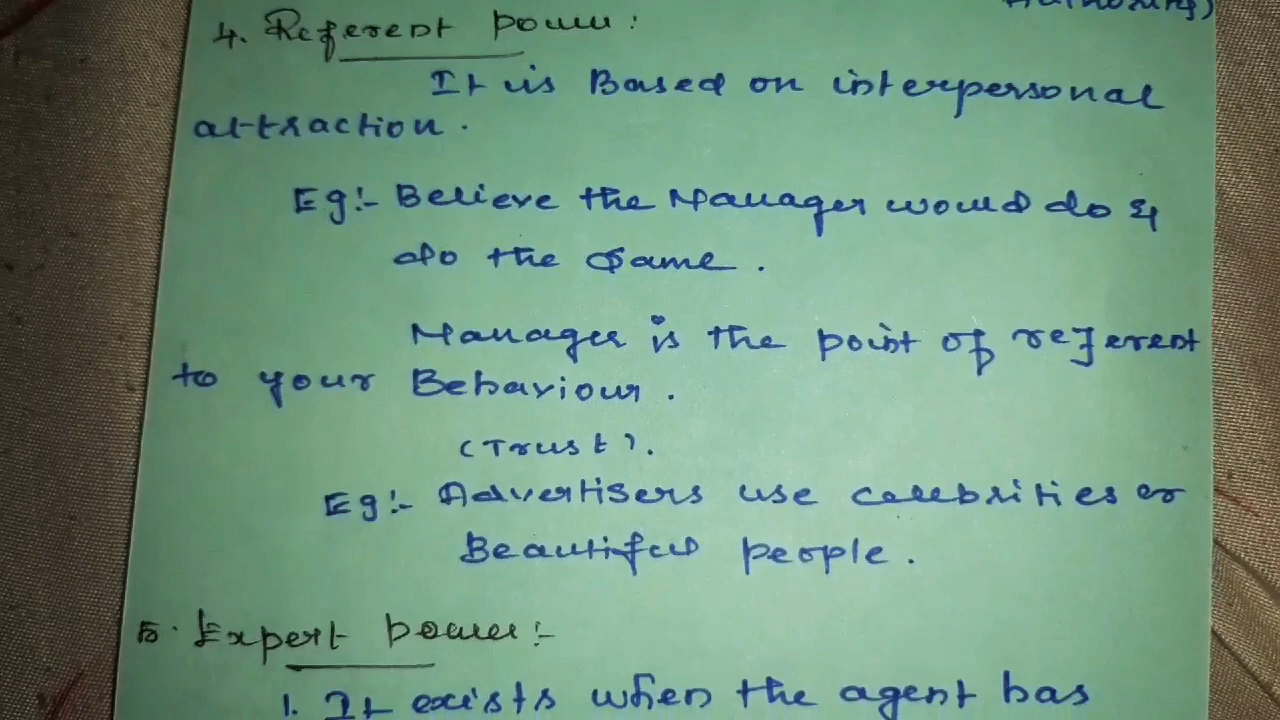 Authority)
4. Referent power:
It is Based on interpersonal
attraction.
Eg:- Believe the Manager would do &
do the same.
Manager is the point of referent
to your Behaviour.
(Trust).
Eg:- Advertisers use celebrities or
Beautiful people.
5. Expert power:-
1. It exists when the agent has